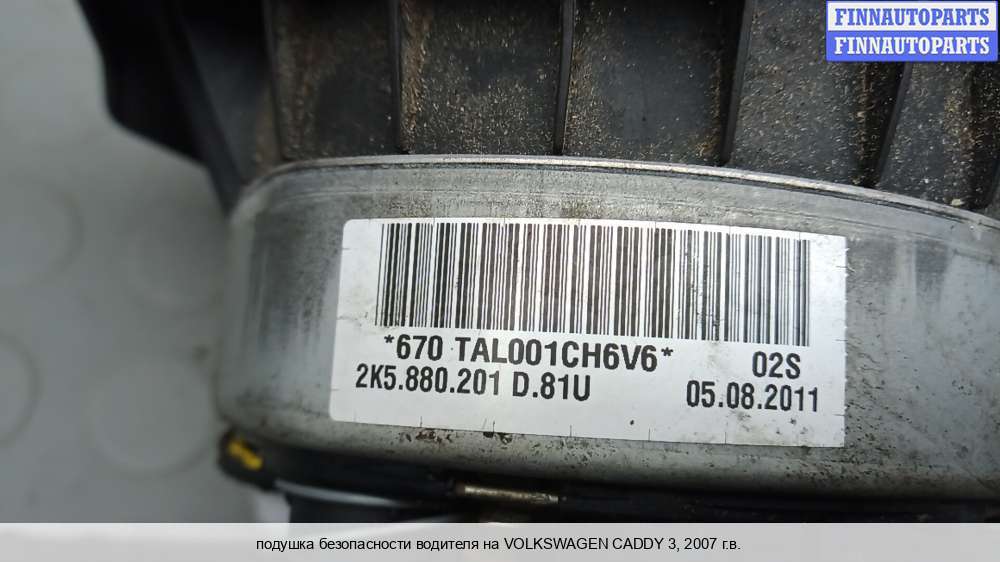 FINNAUTOPARTS
FINNAUTOPARTS
*670 TAL001CH6V6* 02S
2K5.880.201 D.81U 05.08.2011
подушка безопасности водителя на VOLKSWAGEN CADDY 3, 2007 г.в.